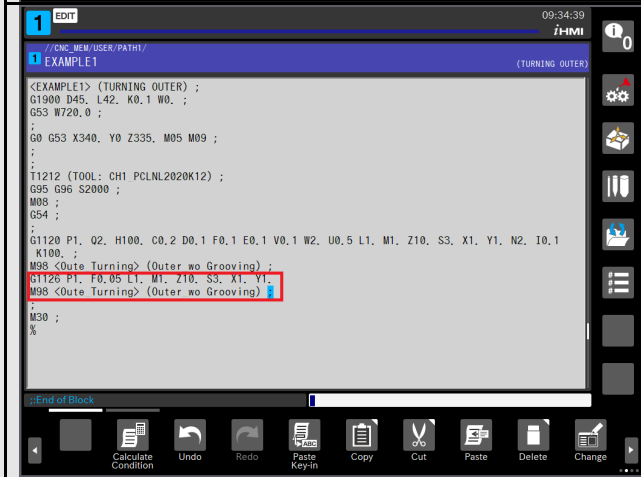 1 EDIT 09:34:39
iHMI
//CNC_MEM/USER/PATH1/
1 EXAMPLE1 (TURNING OUTER)
<EXAMPLE1> (TURNING OUTER) ;
G1900 D45. L42. K0.1 W0. ;
G53 W720.0 ;
;
G0 G53 X340. Y0 Z335. M05 M09 ;
;
;
T1212 (TOOL: CH1_PCLNL2020K12) ;
G95 G96 S2000 ;
M08 ;
G54 ;
;
G1120 P1. Q2. H100. C0.2 D0.1 F0.1 E0.1 V0.1 W2. U0.5 L1. M1. Z10. S3. X1. Y1. N2. I0.1
K100. ;
M98 <Oute Turning> (Outer wo Grooving) ;
G1126 P1. F0.05 L1. M1. Z10. S3. X1. Y1.
M98 <Oute Turning> (Outer wo Grooving) ;
;
M30 ;
%
;:End of Block
Calculate Condition
Undo
Redo
Paste Key-in
Copy
Cut
Paste
Delete
Change
i 0
ABC